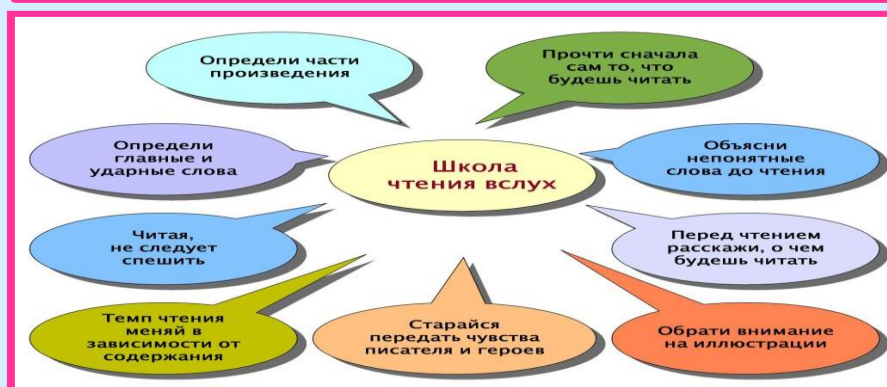 Определи части
произведения
Прочти сначала
сам то, что
будешь читать
Определи
главные и
ударные слова
Школа
чтения вслух
Объясни
непонятные
слова до чтения
Читая,
не следует
спешить
Перед чтением
расскажи, о чем
будешь читать
Темп чтения
меняй в
зависимости от
содержания
Старайся
передать чувства
писателя и героев
Обрати внимание
на иллюстрации